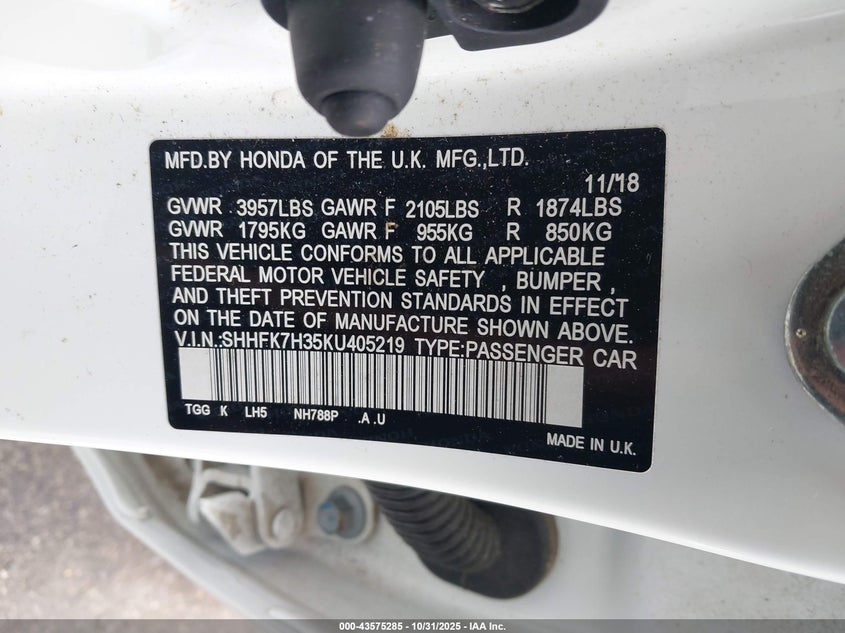 MFD.BY HONDA OF THE U.K. MFG.,LTD.
11/18
GVWR 3957LBS GAWR F 2105LBS R 1874LBS
GVWR 1795KG GAWR F 955KG R 850KG
THIS VEHICLE CONFORMS TO ALL APPLICABLE
FEDERAL MOTOR VEHICLE SAFETY , BUMPER ,
AND THEFT PREVENTION STANDARDS IN EFFECT
ON THE DATE OF MANUFACTURE SHOWN ABOVE.
V.I.N.:SHHFK7H35KU405219 TYPE:PASSENGER CAR
TGG K LH5 NH788P .A .U
MADE IN U.K.
000-43575285 - 10/31/2025 - IAA Inc.